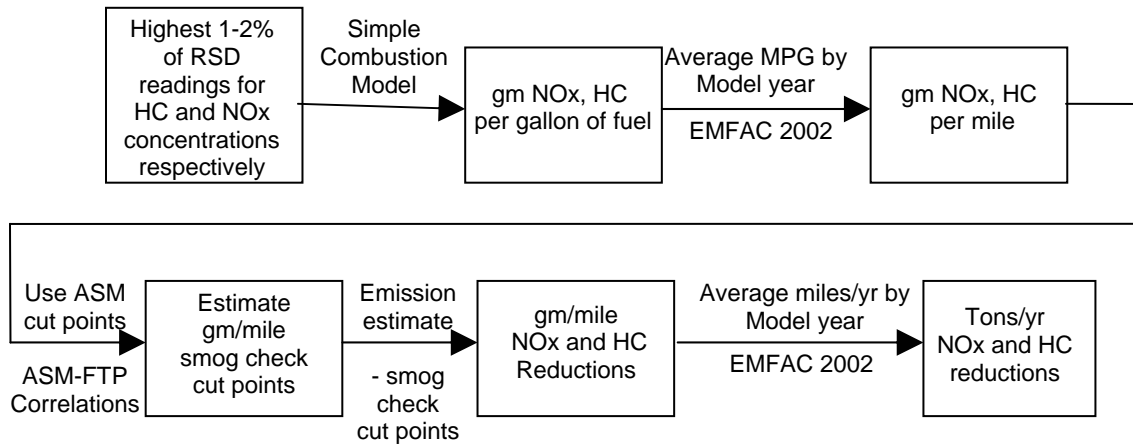 Highest 1-2%
of RSD
readings for
HC and NOx
concentrations
respectively
Simple
Combustion
Model
gm NOx, HC
per gallon of fuel
Average MPG by
Model year
EMFAC 2002
gm NOx, HC
per mile
Use ASM
cut points
ASM-FTP
Correlations
Estimate
gm/mile
smog check
cut points
Emission
estimate
- smog
check
cut points
gm/mile
NOx and HC
Reductions
Average miles/yr by
Model year
EMFAC 2002
Tons/yr
NOx and HC
reductions